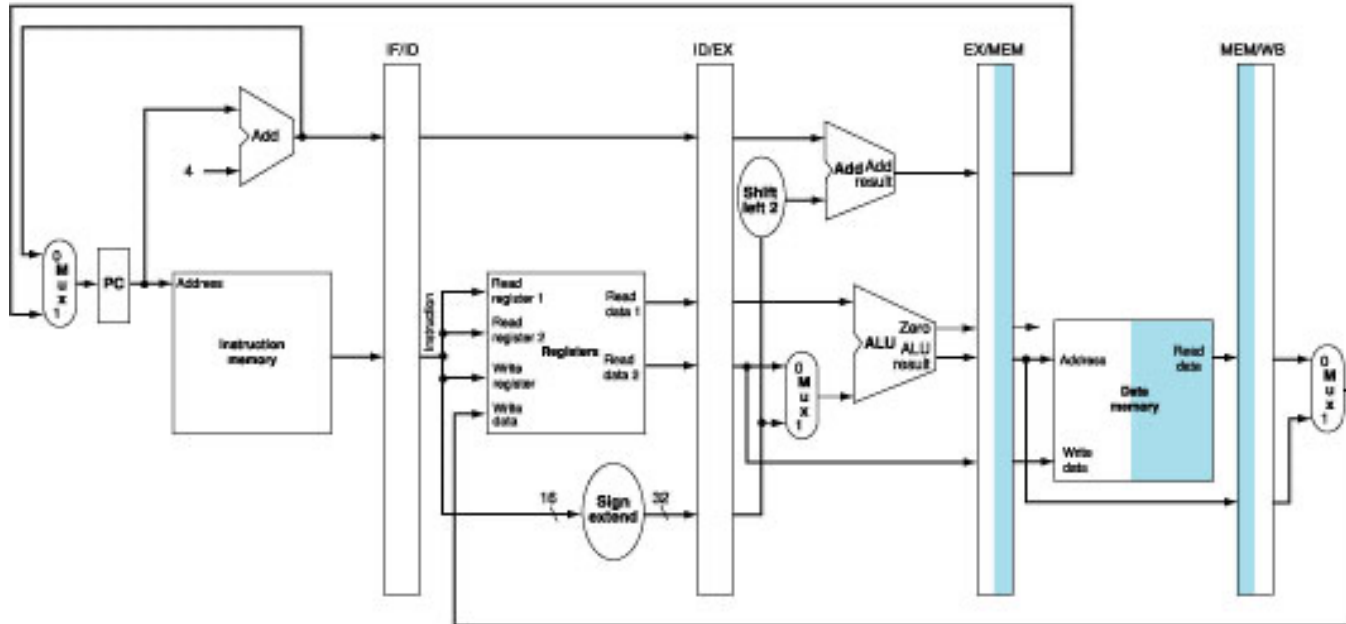 IF/ID
ID/EX
EX/MEM
MEM/WB
Add
4
Shift
left 2
Add Add
result
0
M
u
x
1
PC
Address
Instruction
memory
Instruction
Read
register 1
Read
register 2
Write
register
Write
data
Registers
Read
data 1
Read
data 2
0
M
u
x
1
Zero
ALU ALU
result
Address
Read
data
Data
memory
Write
data
0
M
u
x
1
16
Sign
extend
32